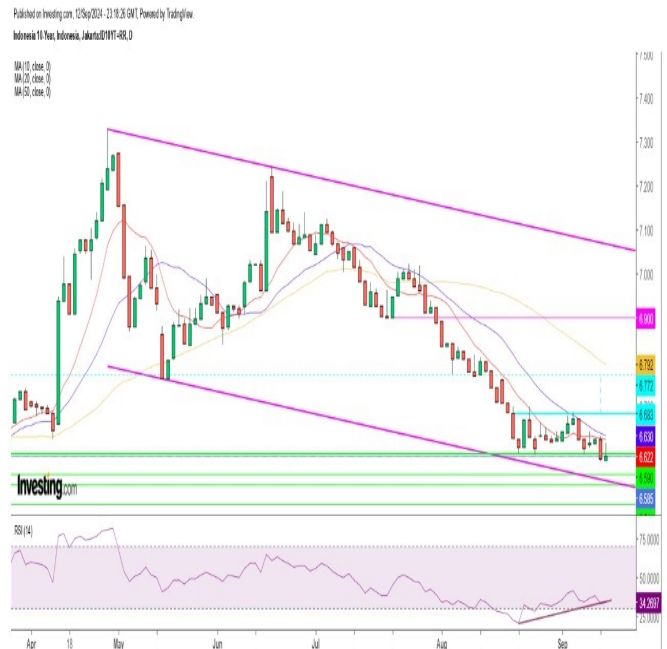 Published on Investing.com, 12/Sep/2024 - 23:18:26 GMT, Powered by TradingView.
Indonesia 10-Year, Indonesia, Jakarta:ID10YT=RR, D
MA (10, close, 0)
MA (20, close, 0)
MA (50, close, 0)
7.500
7.400
7.300
7.200
7.100
7.000
6.900
6.792
6.772
6.683
6.630
6.622
6.590
6.585
Investing.com
RSI (14)
75.0000
50.0000
34.2697
25.0000
Apr
18
May
Jun
Jul
Aug
Sep